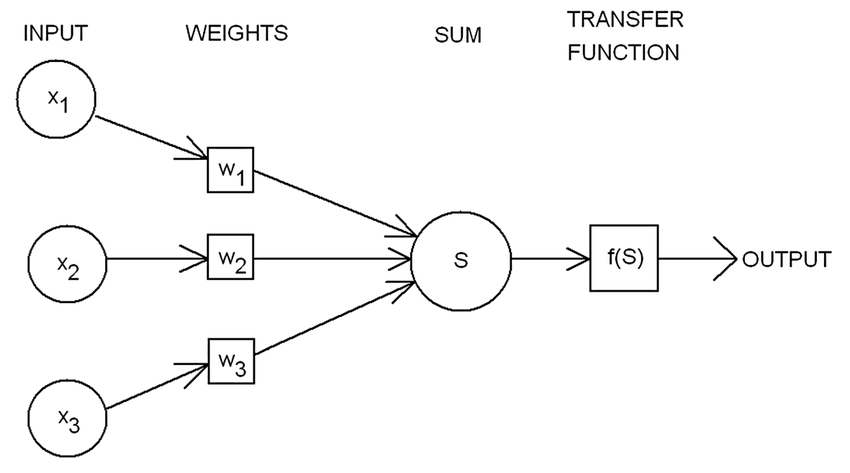 INPUT
WEIGHTS
SUM
TRANSFER
FUNCTION
x1
w1
x2
w2
S
f(S)
OUTPUT
w3
x3